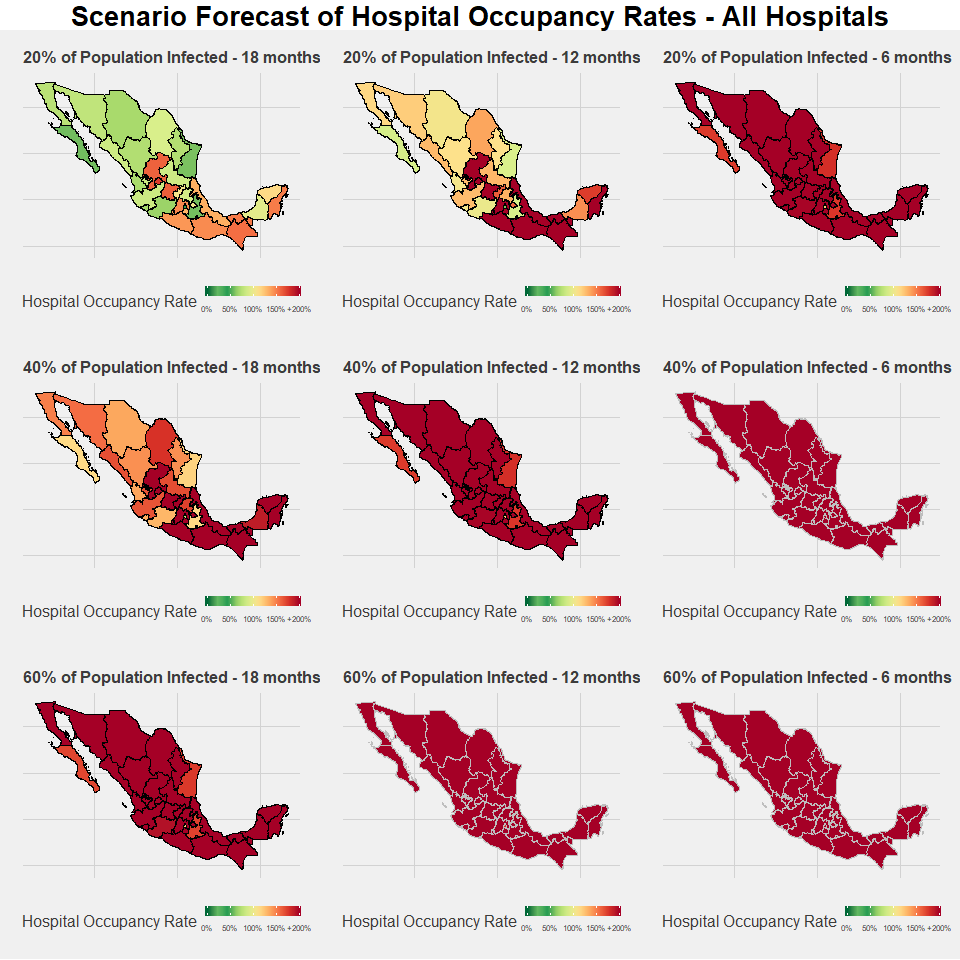 Scenario Forecast of Hospital Occupancy Rates - All Hospitals
20% of Population Infected - 18 months
20% of Population Infected - 12 months
20% of Population Infected - 6 months
Hospital Occupancy Rate
0% 50% 100% 150% +200%
Hospital Occupancy Rate
0% 50% 100% 150% +200%
Hospital Occupancy Rate
0% 50% 100% 150% +200%
40% of Population Infected - 18 months
40% of Population Infected - 12 months
40% of Population Infected - 6 months
Hospital Occupancy Rate
0% 50% 100% 150% +200%
Hospital Occupancy Rate
0% 50% 100% 150% +200%
Hospital Occupancy Rate
0% 50% 100% 150% +200%
60% of Population Infected - 18 months
60% of Population Infected - 12 months
60% of Population Infected - 6 months
Hospital Occupancy Rate
0% 50% 100% 150% +200%
Hospital Occupancy Rate
0% 50% 100% 150% +200%
Hospital Occupancy Rate
0% 50% 100% 150% +200%